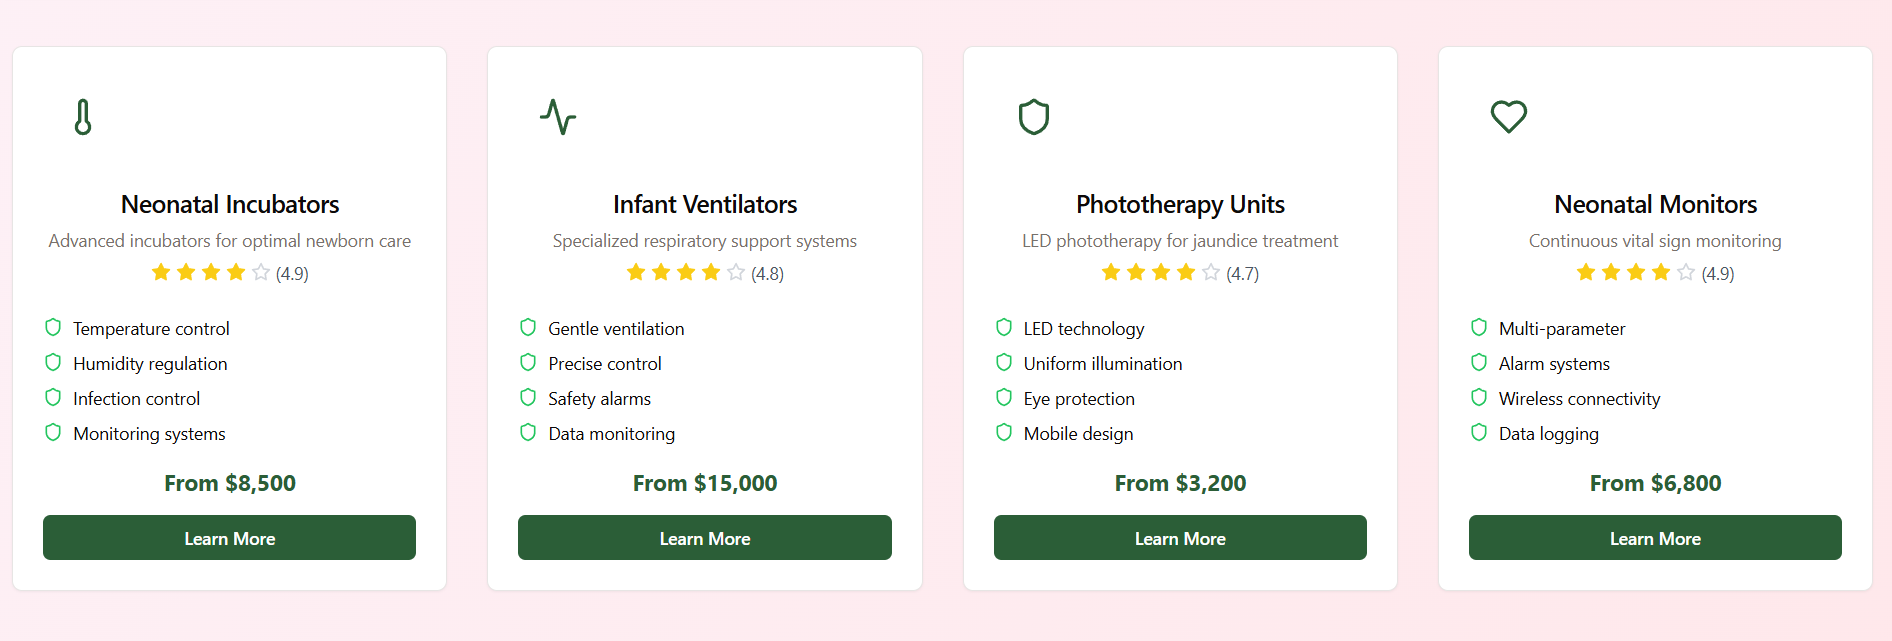 Neonatal Incubators
Advanced incubators for optimal newborn care
(4.9)
Temperature control
Humidity regulation
Infection control
Monitoring systems
From $8,500
Learn More
Infant Ventilators
Specialized respiratory support systems
(4.8)
Gentle ventilation
Precise control
Safety alarms
Data monitoring
From $15,000
Learn More
Phototherapy Units
LED phototherapy for jaundice treatment
(4.7)
LED technology
Uniform illumination
Eye protection
Mobile design
From $3,200
Learn More
Neonatal Monitors
Continuous vital sign monitoring
(4.9)
Multi-parameter
Alarm systems
Wireless connectivity
Data logging
From $6,800
Learn More